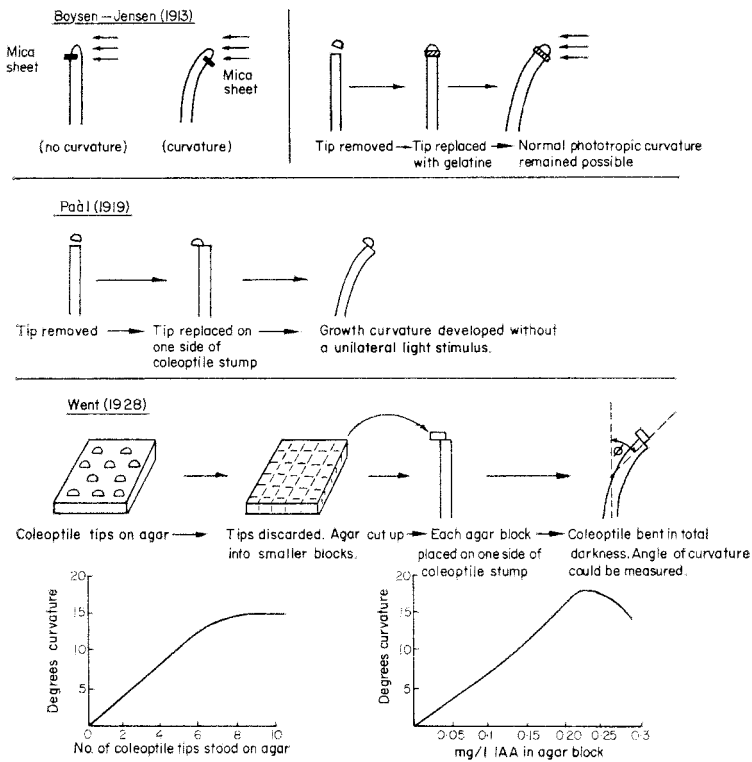 Boysen–Jensen (1913)
Mica
sheet
Mica
sheet
(no curvature)
(curvature)
Tip removed
Tip replaced
with gelatine
Normal phototropic curvature
remained possible
Paàl (1919)
Tip removed
Tip replaced on
one side of
coleoptile stump
Growth curvature developed without
a unilateral light stimulus.
Went (1928)
Ø
Coleoptile tips on agar
Tips discarded. Agar cut up
into smaller blocks.
Each agar block
placed on one side of
coleoptile stump
Coleoptile bent in total
darkness. Angle of curvature
could be measured.
Degrees curvature
20
15
10
5
0 2 4 6 8 10
No. of coleoptile tips stood on agar
Degrees curvature
20
15
10
5
0·05 0·1 0·15 0·20 0·25 0·3
mg/l IAA in agar block